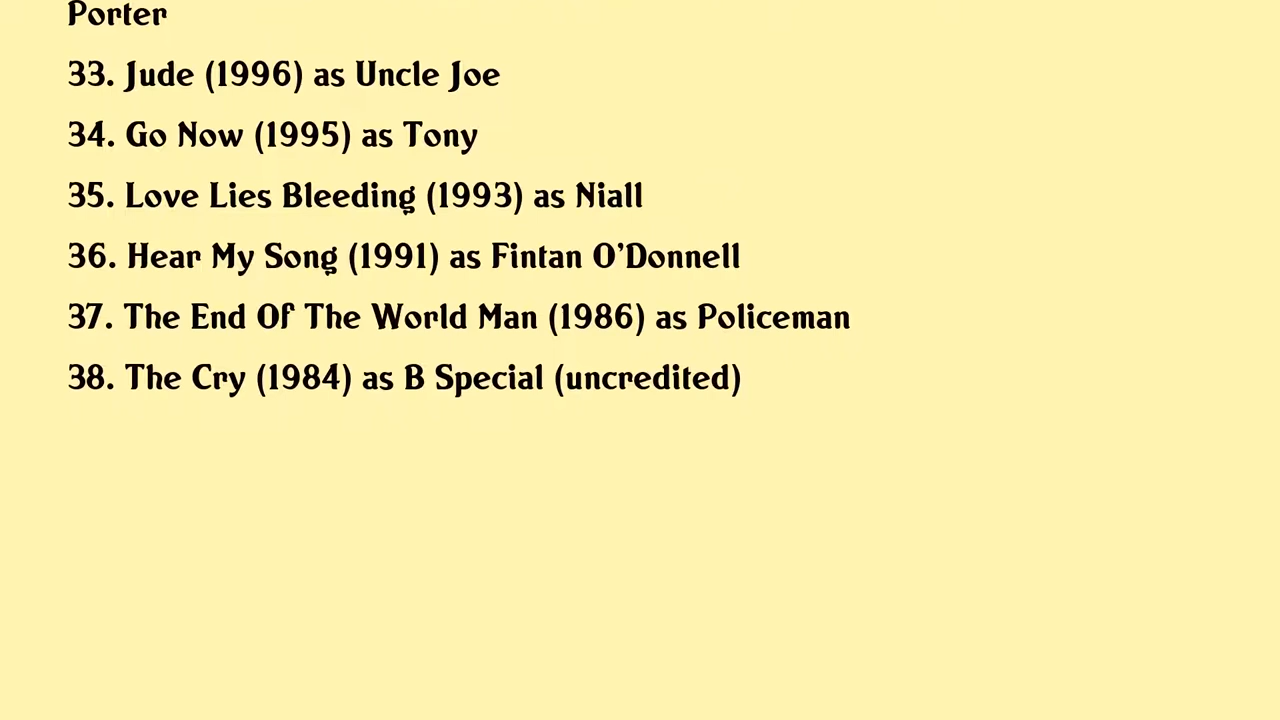 Porter
33. Jude (1996) as Uncle Joe
34. Go Now (1995) as Tony
35. Love Lies Bleeding (1993) as Niall
36. Hear My Song (1991) as Fintan O’Donnell
37. The End Of The World Man (1986) as Policeman
38. The Cry (1984) as B Special (uncredited)